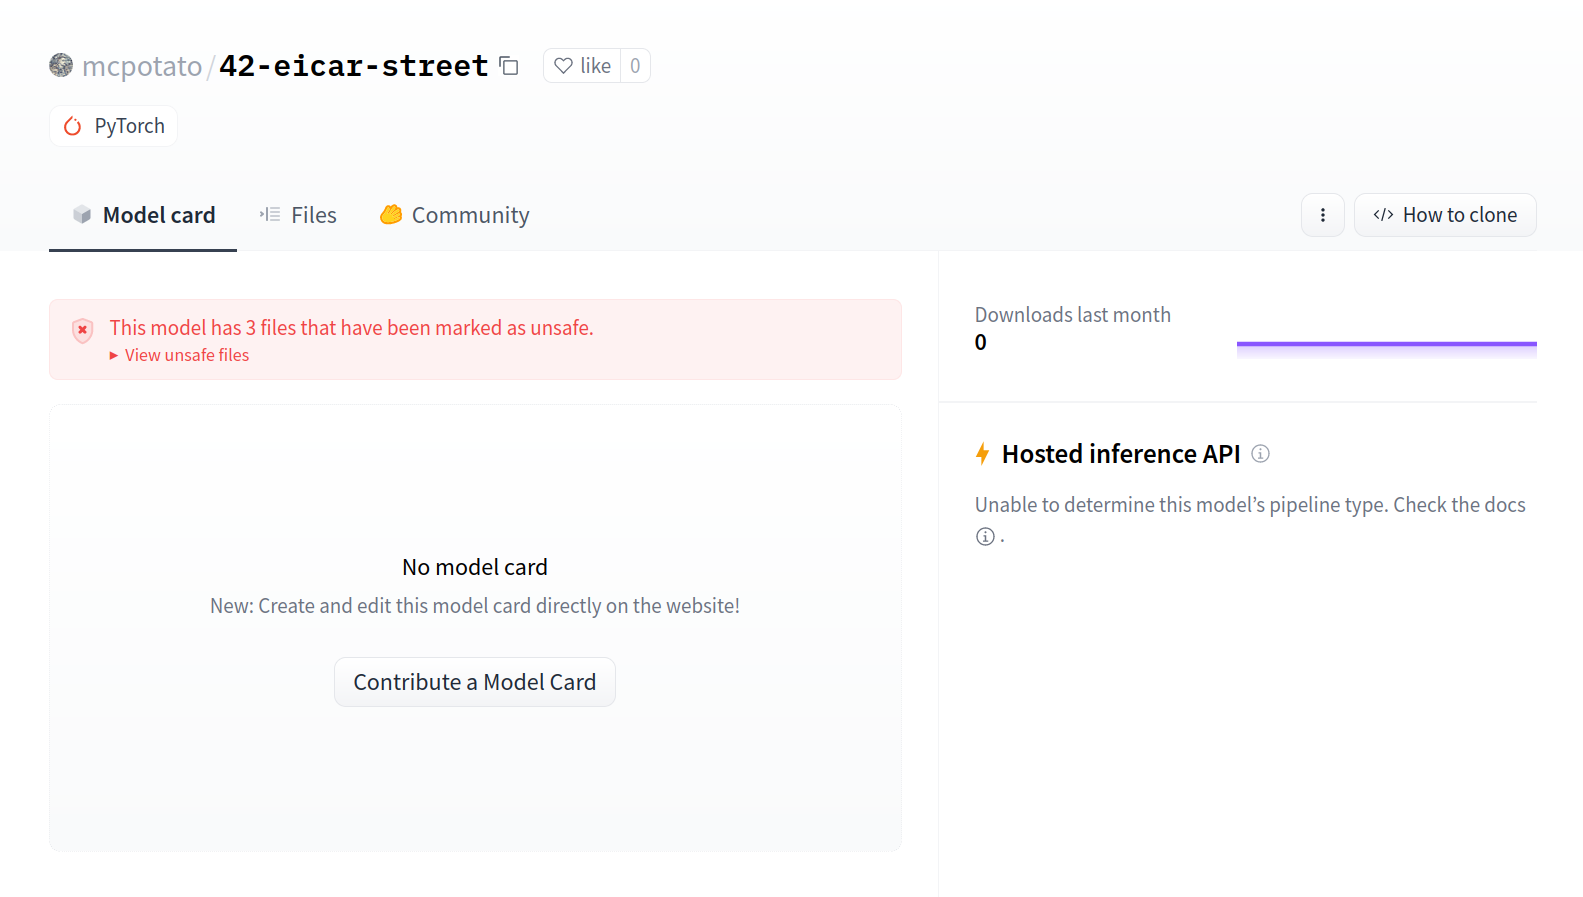 mcpotato/42-eicar-street
like 0
PyTorch
Model card
Files
Community
How to clone
This model has 3 files that have been marked as unsafe.
View unsafe files
No model card
New: Create and edit this model card directly on the website!
Contribute a Model Card
Downloads last month
0
Hosted inference API
Unable to determine this model’s pipeline type. Check the docs
.